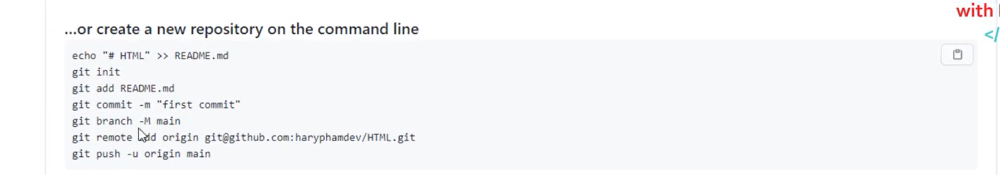 with
</
...or create a new repository on the command line
echo "# HTML" >> README.md
git init
git add README.md
git commit -m "first commit"
git branch -M main
git remote add origin git@github.com:haryphamdev/HTML.git
git push -u origin main